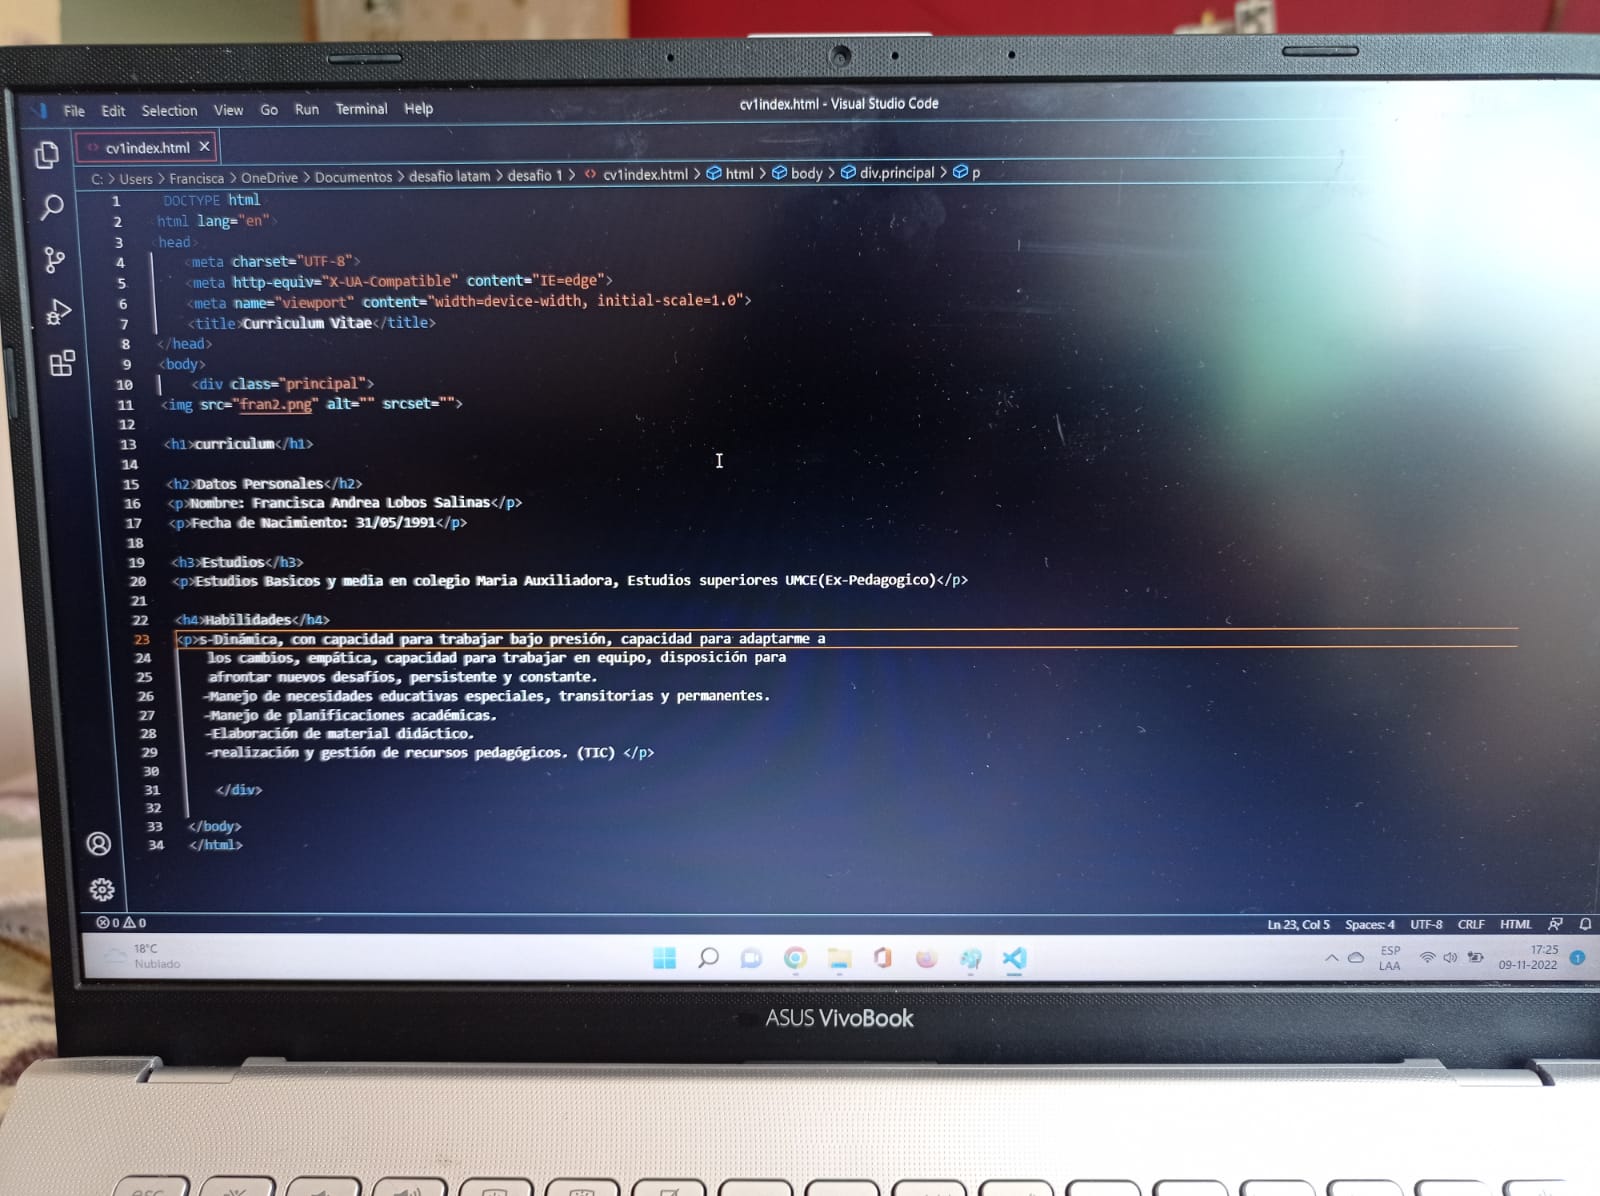 File Edit Selection View Go Run Terminal Help
cv1index.html - Visual Studio Code
cv1index.html
C: > Users > Francisca > OneDrive > Documentos > desafio latam > desafio 1 > <> cv1index.html > html > body > div.principal > p
1 DOCTYPE html
2 html lang="en"
3 head
4 <meta charset="UTF-8">
5 <meta http-equiv="X-UA-Compatible" content="IE=edge">
6 <meta name="viewport" content="width=device-width, initial-scale=1.0">
7 <title>Curriculum Vitae</title>
8 </head>
9 <body>
10 <div class="principal">
11 <img src="fran2.png" alt="" srcset="">
12
13 <h1>curriculum</h1>
14
15 <h2>Datos Personales</h2>
16 <p>Nombre: Francisca Andrea Lobos Salinas</p>
17 <p>Fecha de Nacimiento: 31/05/1991</p>
18
19 <h3>Estudios</h3>
20 <p>Estudios Basicos y media en colegio Maria Auxiliadora, Estudios superiores UMCE(Ex-Pedagogico)</p>
21
22 <h4>Habilidades</h4>
23 <p>s-Dinámica, con capacidad para trabajar bajo presión, capacidad para adaptarme a
24 los cambios, empática, capacidad para trabajar en equipo, disposición para
25 afrontar nuevos desafíos, persistente y constante.
26 -Manejo de necesidades educativas especiales, transitorias y permanentes.
27 -Manejo de planificaciones académicas.
28 -Elaboración de material didáctico.
29 -realización y gestión de recursos pedagógicos. (TIC) </p>
30
31 </div>
32
33 </body>
34 </html>
0 0
Ln 23, Col 5 Spaces: 4 UTF-8 CRLF HTML
18°C
Nublado
ESP
LAA
17:25
09-11-2022
1
ASUS VivoBook
esc